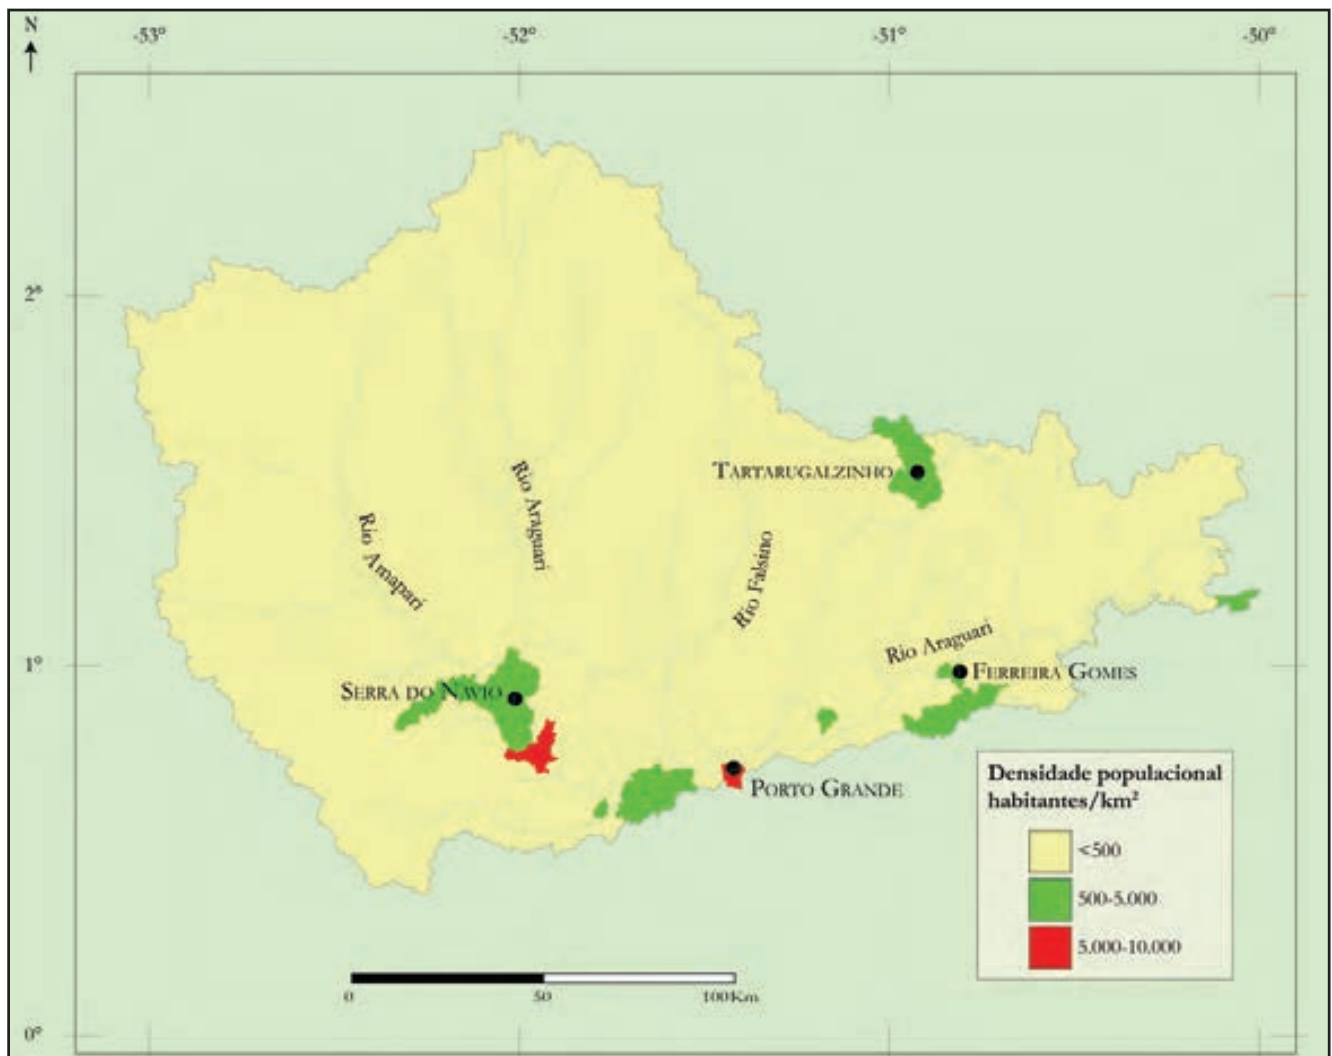 N
-53° -52° -51° -50°
2°
Tartarugalzinho
Rio Araguari
Rio Amapari
Rio Falsino
Rio Araguari
1°
Ferreira Gomes
Serra do Navio
Porto Grande
Densidade populacional
habitantes/km²
<500
500-5.000
5.000-10.000
0 50 100Km
0°